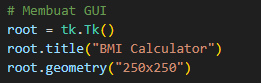 # Membuat GUI
root = tk.Tk()
root.title("BMI Calculator")
root.geometry("250x250")